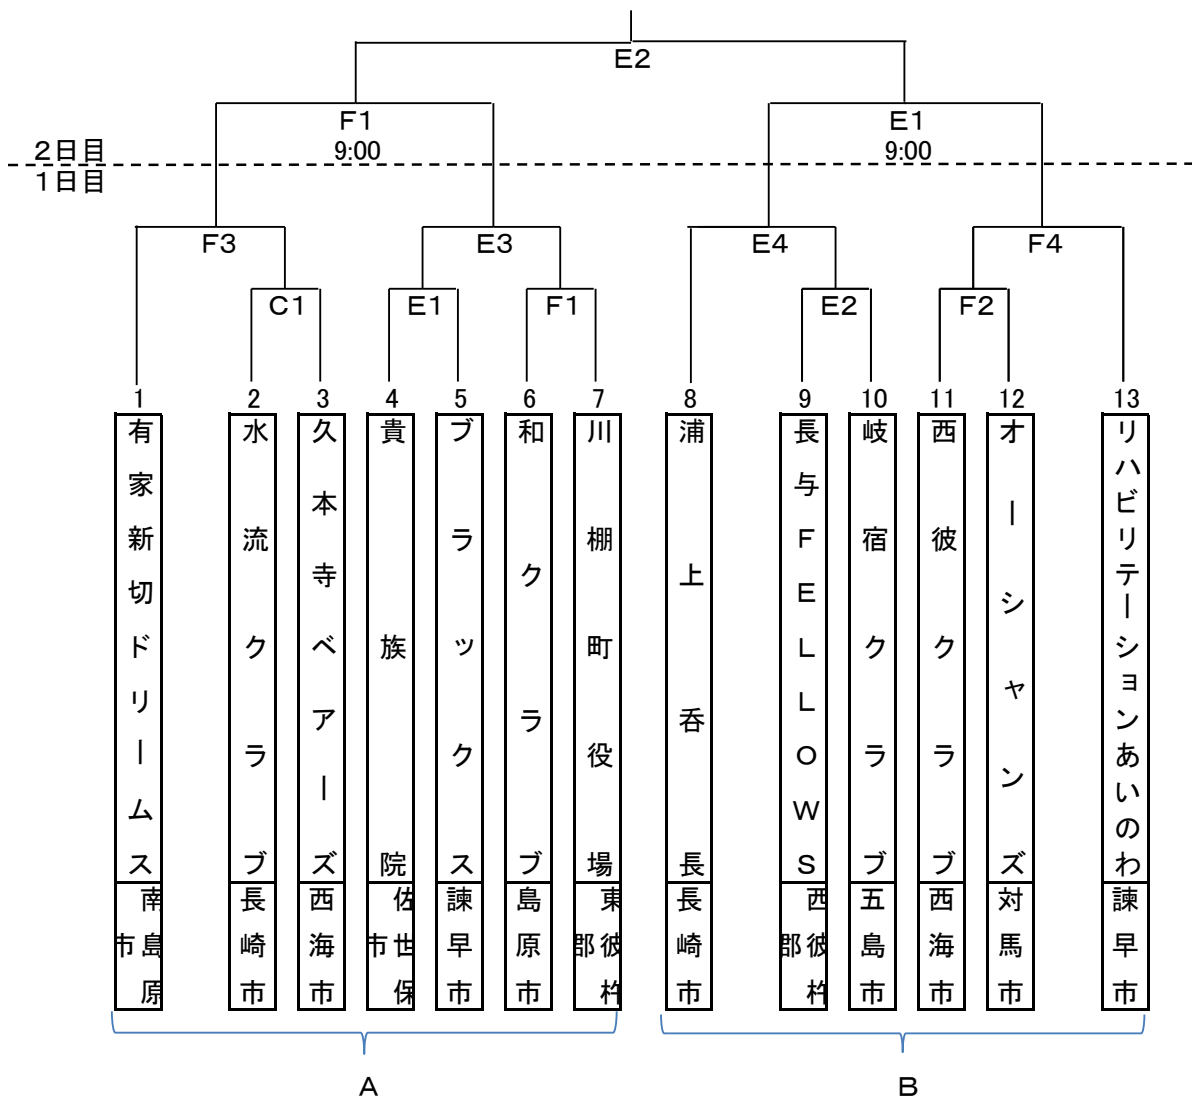 E2
F1
E1
2日目
9:00
9:00
1日目
F3
E3
E4
F4
C1
E1
F1
E2
F2
1
2
3
4
5
6
7
8
9
10
11
12
13
有家新切ドリームス
水流クラブ
久本寺ベアーズ
貴族院
ブラックス
和クラブ
川棚町役場
浦上呑長
長与FELLOWS
岐宿クラブ
西彼クラブ
オーシャンズ
リハビリテーションあいのわ
南島原市
長崎市
西海市
佐世保市
諫早市
島原市
東彼杵郡
長崎市
西彼杵郡
五島市
西海市
対馬市
諫早市
A
B